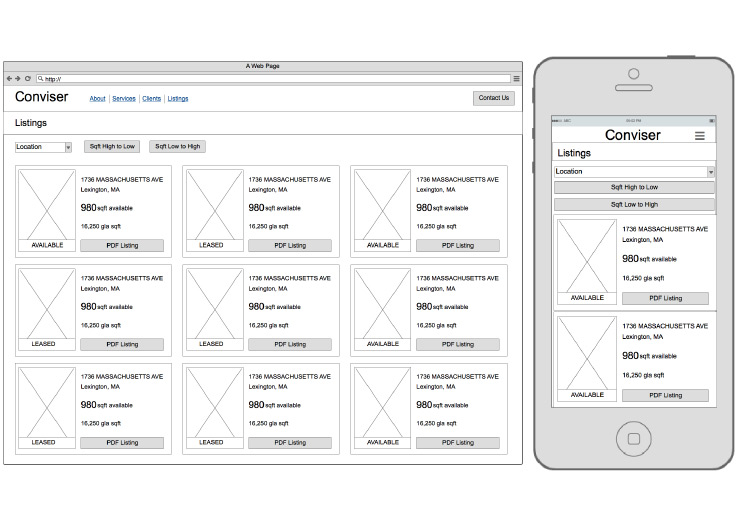 A Web Page
http://
Conviser About Services Clients Listings Contact Us
Listings
Location Sqft High to Low Sqft Low to High
1736 MASSACHUSETTS AVE
Lexington, MA
980 sqft available
16,250 gla sqft
AVAILABLE PDF Listing
1736 MASSACHUSETTS AVE
Lexington, MA
980 sqft available
16,250 gla sqft
LEASED PDF Listing
1736 MASSACHUSETTS AVE
Lexington, MA
980 sqft available
16,250 gla sqft
AVAILABLE PDF Listing
1736 MASSACHUSETTS AVE
Lexington, MA
980 sqft available
16,250 gla sqft
LEASED PDF Listing
1736 MASSACHUSETTS AVE
Lexington, MA
980 sqft available
16,250 gla sqft
LEASED PDF Listing
1736 MASSACHUSETTS AVE
Lexington, MA
980 sqft available
16,250 gla sqft
AVAILABLE PDF Listing
1736 MASSACHUSETTS AVE
Lexington, MA
980 sqft available
16,250 gla sqft
LEASED PDF Listing
1736 MASSACHUSETTS AVE
Lexington, MA
980 sqft available
16,250 gla sqft
LEASED PDF Listing
1736 MASSACHUSETTS AVE
Lexington, MA
980 sqft available
16,250 gla sqft
AVAILABLE PDF Listing
Conviser
Listings
Location
Sqft High to Low
Sqft Low to High
1736 MASSACHUSETTS AVE
Lexington, MA
980 sqft available
16,250 gla sqft
AVAILABLE PDF Listing
1736 MASSACHUSETTS AVE
Lexington, MA
980 sqft available
16,250 gla sqft
AVAILABLE PDF Listing